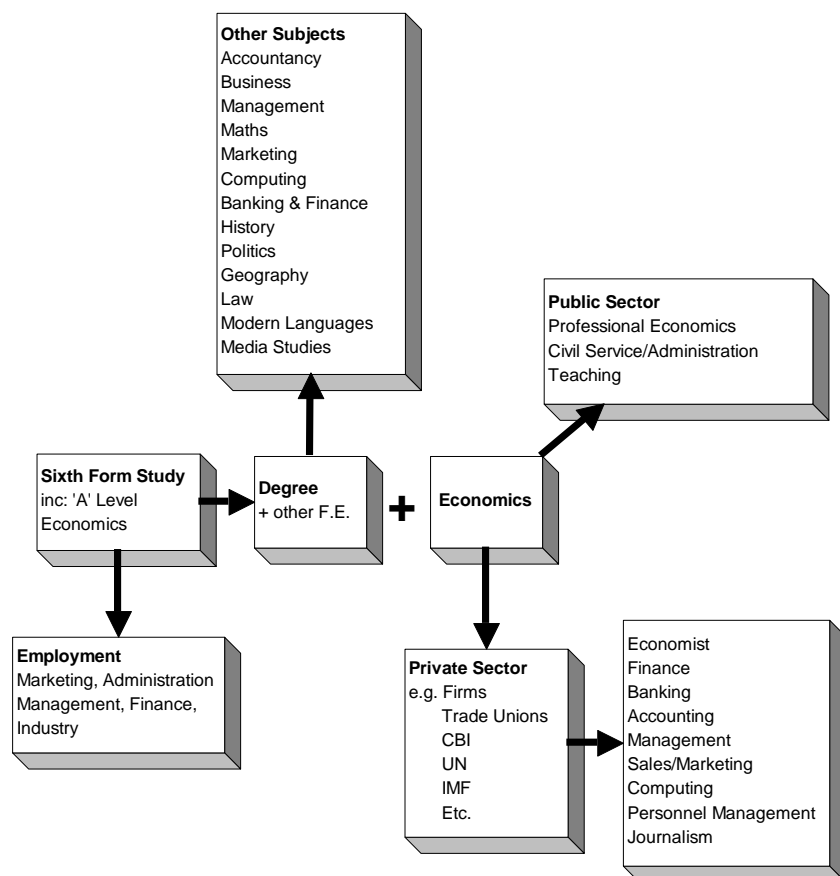 Other Subjects
Accountancy
Business
Management
Maths
Marketing
Computing
Banking & Finance
History
Politics
Geography
Law
Modern Languages
Media Studies
Public Sector
Professional Economics
Civil Service/Administration
Teaching
Sixth Form Study
inc: 'A' Level
Economics
Degree
+ other F.E.
+
Economics
Employment
Marketing, Administration
Management, Finance,
Industry
Private Sector
e.g. Firms
Trade Unions
CBI
UN
IMF
Etc.
Economist
Finance
Banking
Accounting
Management
Sales/Marketing
Computing
Personnel Management
Journalism